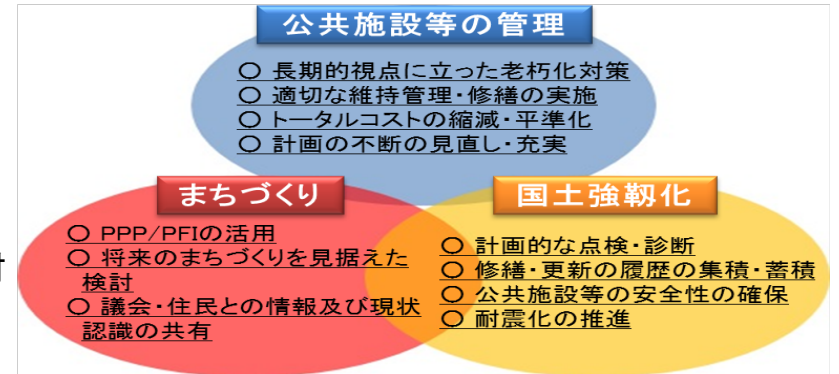 公共施設等の管理
○ 長期的視点に立った老朽化対策
○ 適切な維持管理・修繕の実施
○ トータルコストの縮減・平準化
○ 計画の不断の見直し・充実
まちづくり
○ PPP/PFIの活用
○ 将来のまちづくりを見据えた
検討
○ 議会・住民との情報及び現状
認識の共有
国土強靱化
○ 計画的な点検・診断
○ 修繕・更新の履歴の集積・蓄積
○ 公共施設等の安全性の確保
○ 耐震化の推進